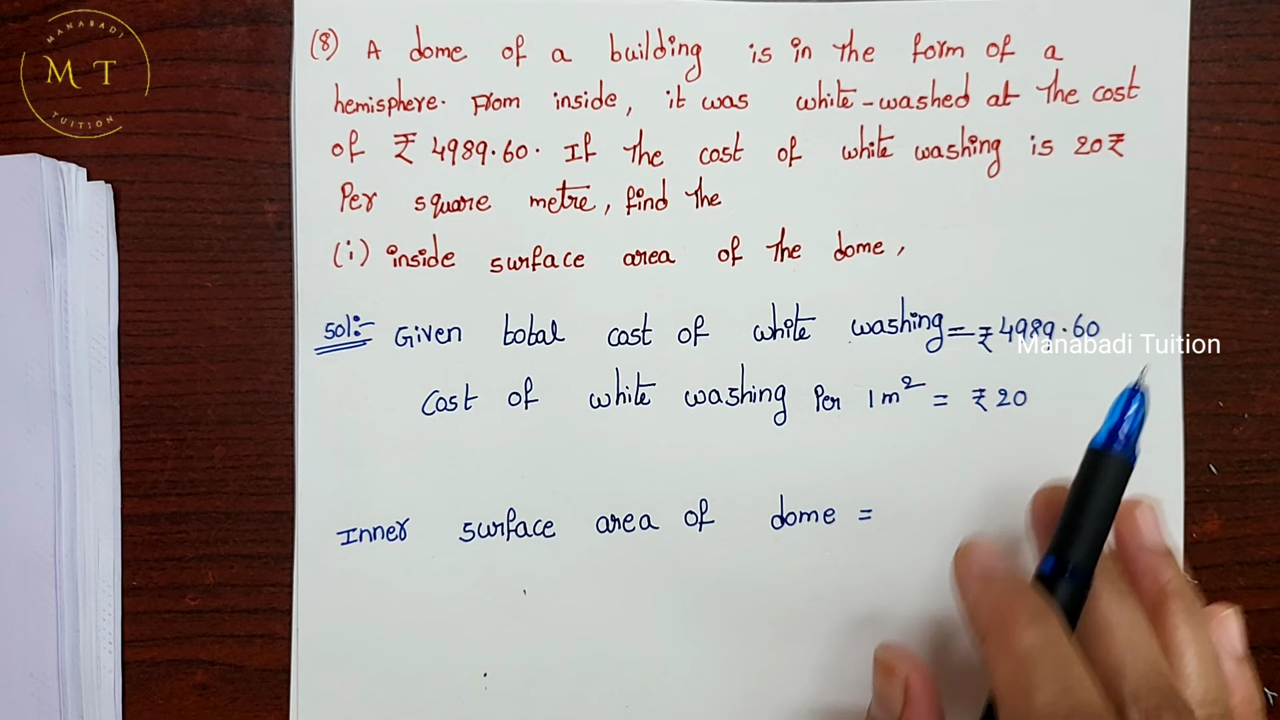 MANABADI
M T
TUITION
(8) A dome of a building is in the form of a
hemisphere. From inside, it was white-washed at the cost
of ₹ 4989.60. If the cost of white washing is 20₹
Per square metre, find the
(i) inside surface area of the dome,
Sol:- Given total cost of white washing = ₹4989.60
Manabadi Tuition
Cost of white washing Per 1m² = ₹20
Inner surface area of dome =